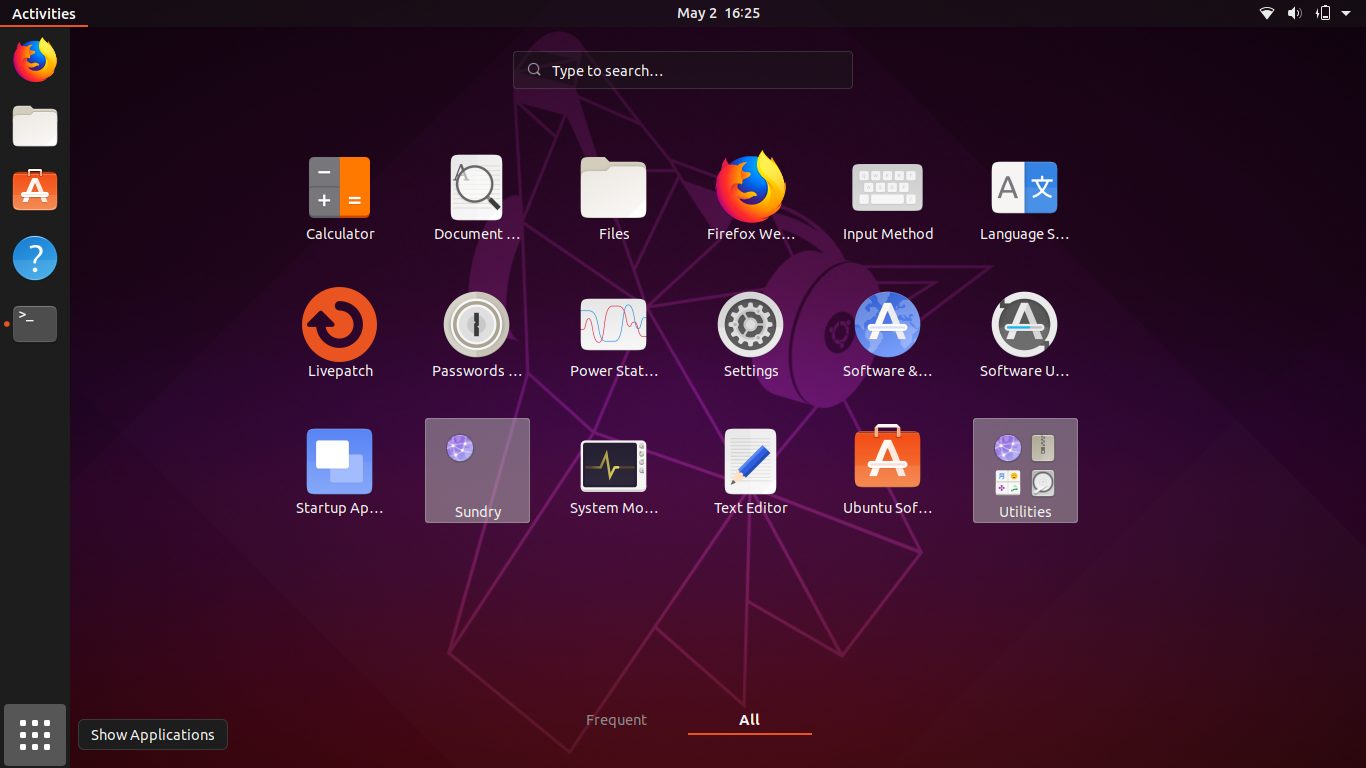 Activities
May 2 16:25
Type to search…
Calculator
Document …
Files
Firefox We…
Input Method
Language S…
Livepatch
Passwords …
Power Stat…
Settings
Software &…
Software U…
Startup Ap…
Sundry
System Mo…
Text Editor
Ubuntu Sof…
Utilities
Frequent
All
Show Applications